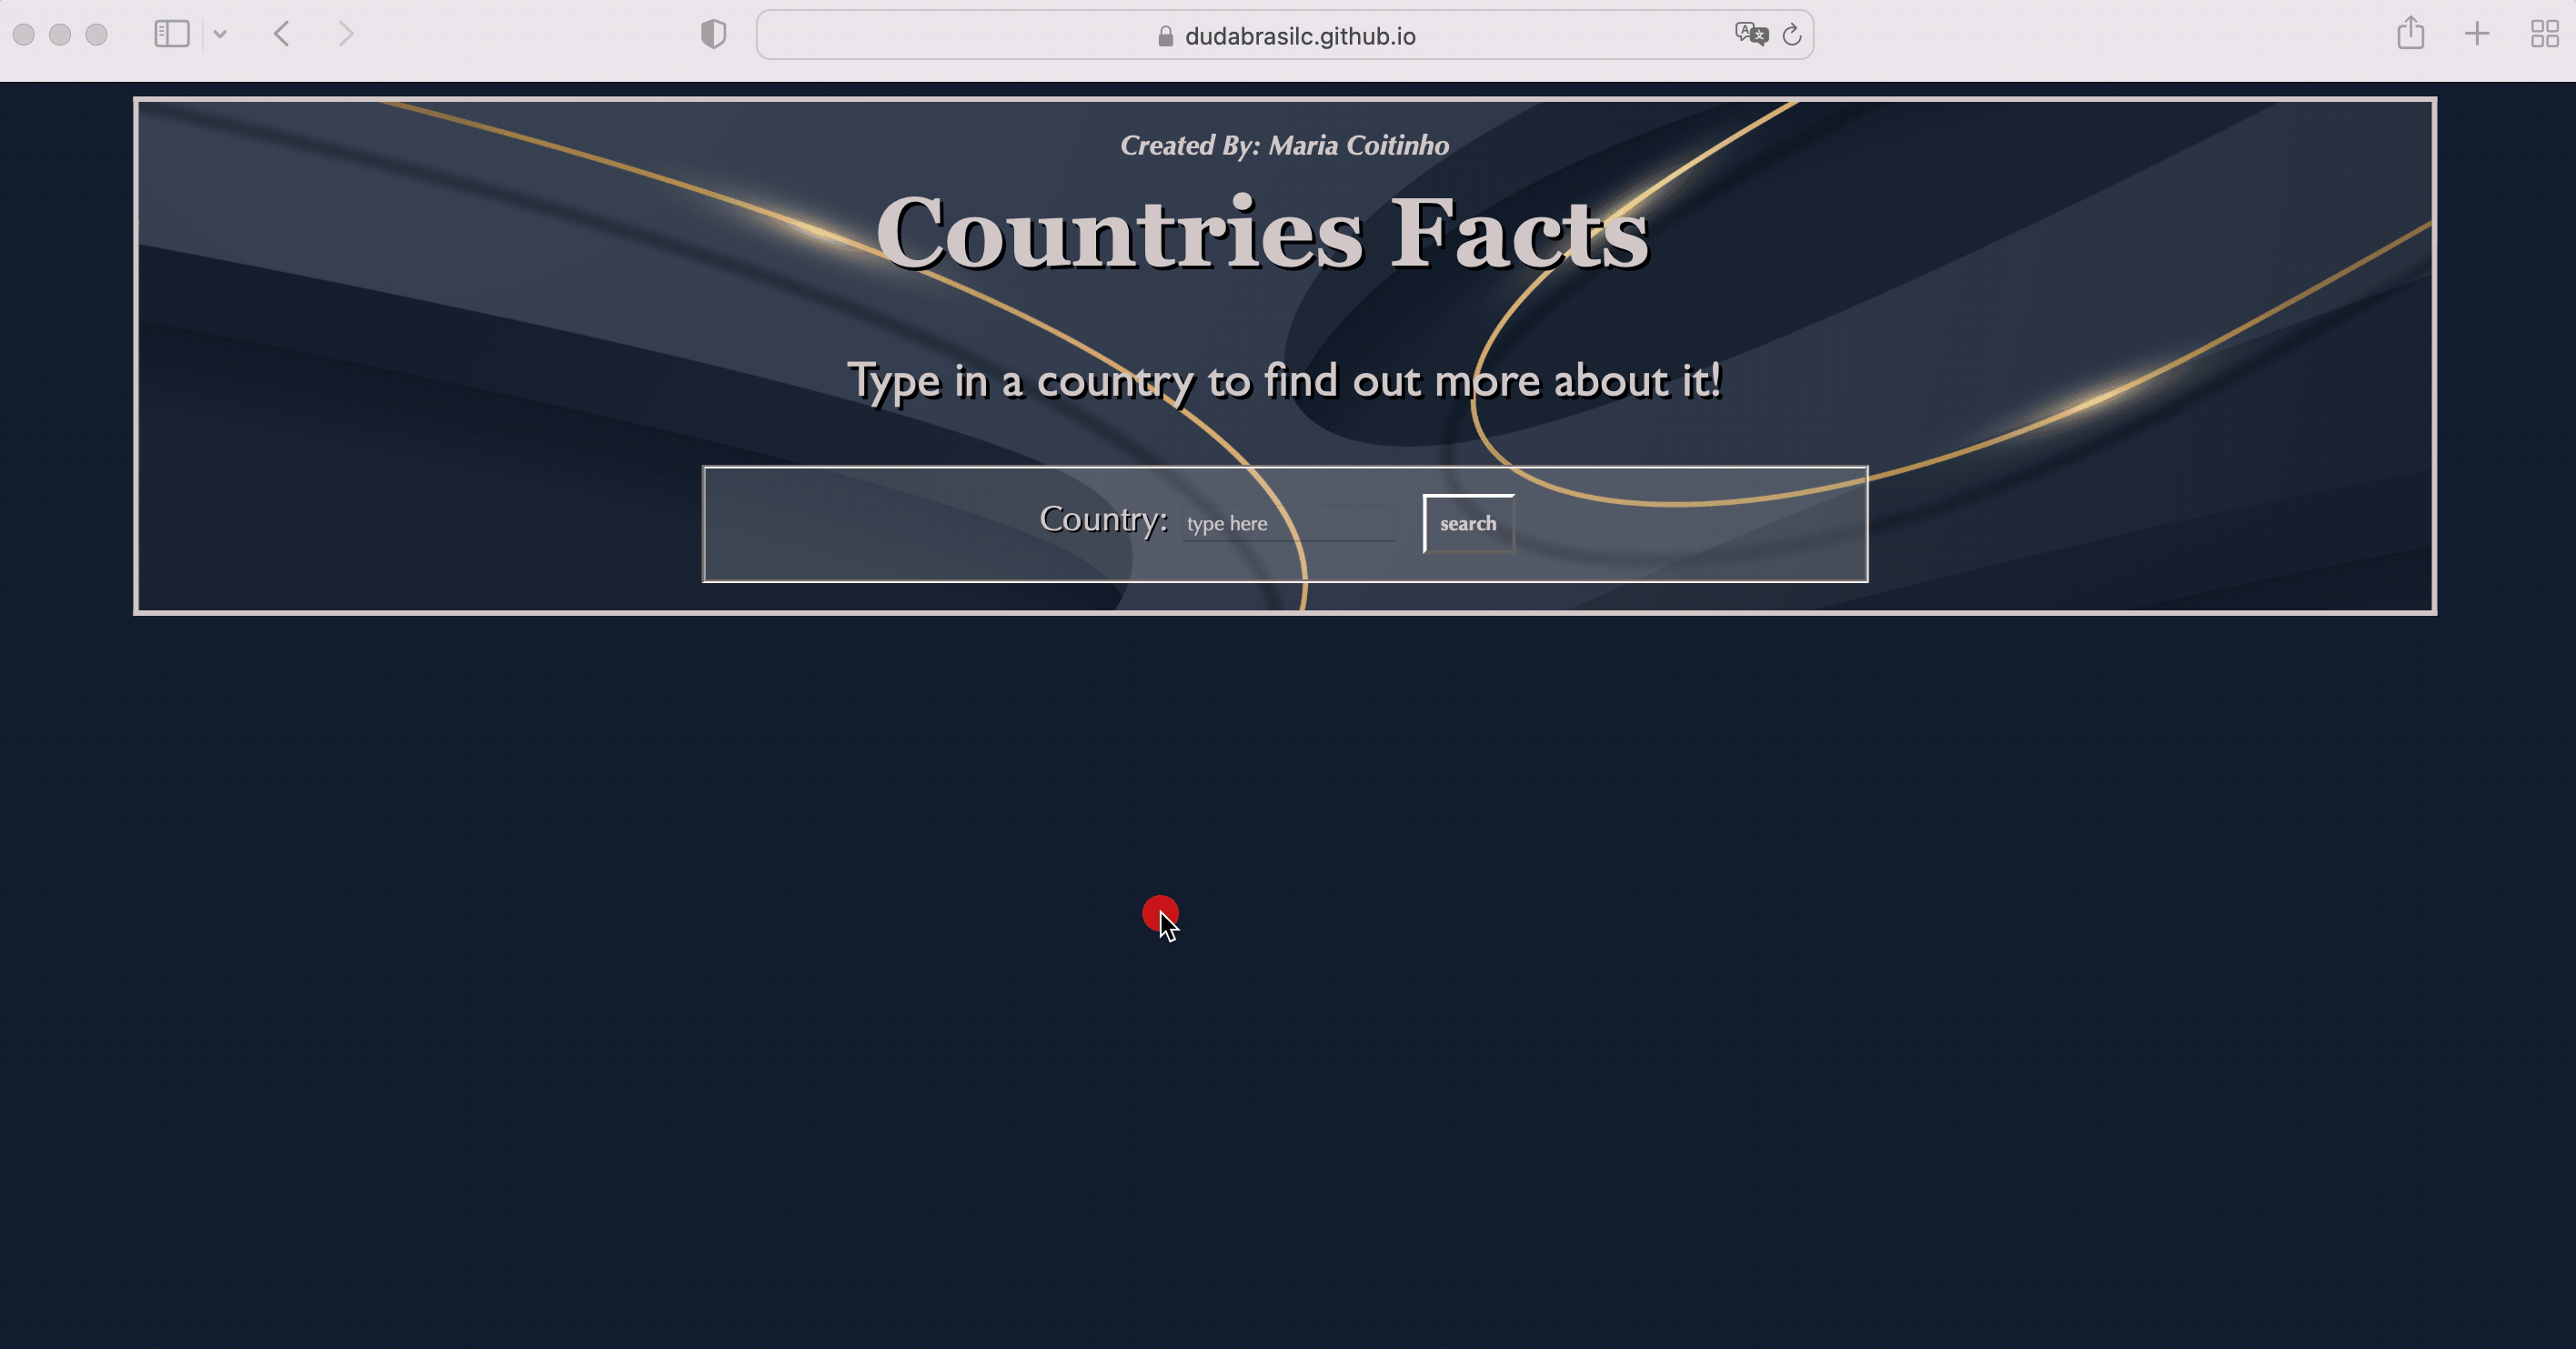 dudabrasilc.github.io
Created By: Maria Coitinho
Countries Facts
Type in a country to find out more about it!
Country: type here search